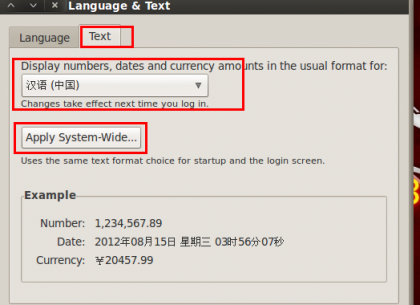 Language & Text
Language Text
Display numbers, dates and currency amounts in the usual format for:
汉语 (中国)
Changes take effect next time you log in.
Apply System-Wide...
Uses the same text format choice for startup and the login screen.
Example
Number: 1,234,567.89
Date: 2012年08月15日 星期三 03时56分07秒
Currency: ¥20457.99